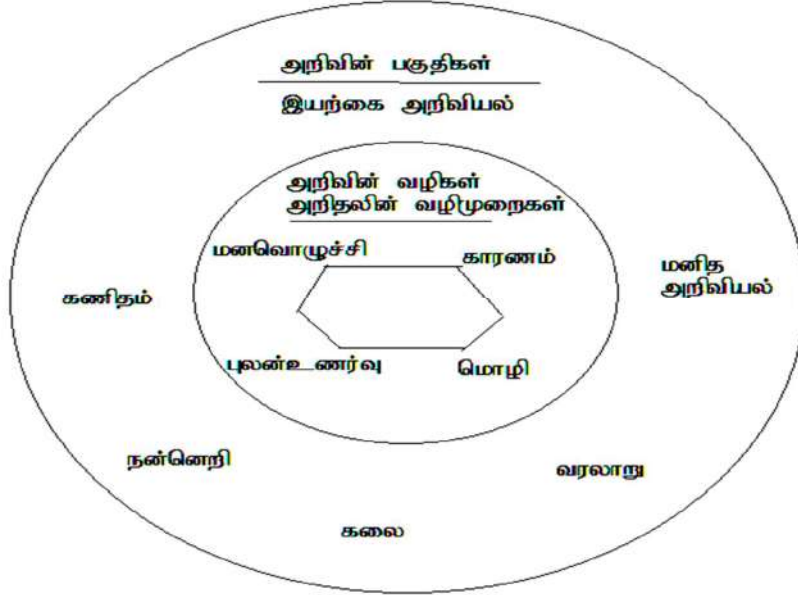 அறிவின் பகுதிகள்
இயற்கை அறிவியல்
அறிவின் வழிகள்
அறிதலின் வழிமுறைகள்
மனவொழுச்சி
காரணம்
கணிதம்
மனித
அறிவியல்
புலன்உணர்வு
மொழி
நன்னெறி
வரலாறு
கலை